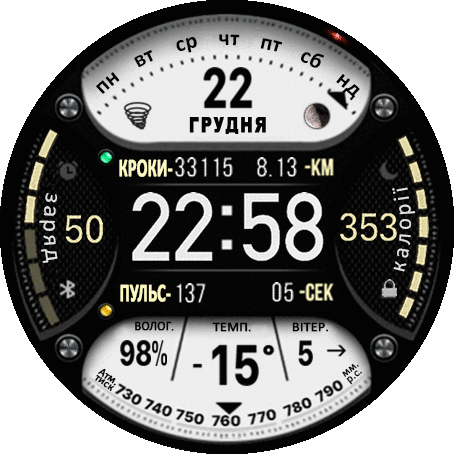 пн вт ср чт пт сб нд
22
ГРУДНЯ
КРОКИ-33115 8.13 -КМ
заряд 50
22:58
353 калорії
ПУЛЬС- 137 05 -СЕК
ВОЛОГ. ТЕМП. ВІТЕР.
98% -15° 5 →
АТМ. ТИСК 730 740 750 760 770 780 790 ММ. Р.С.